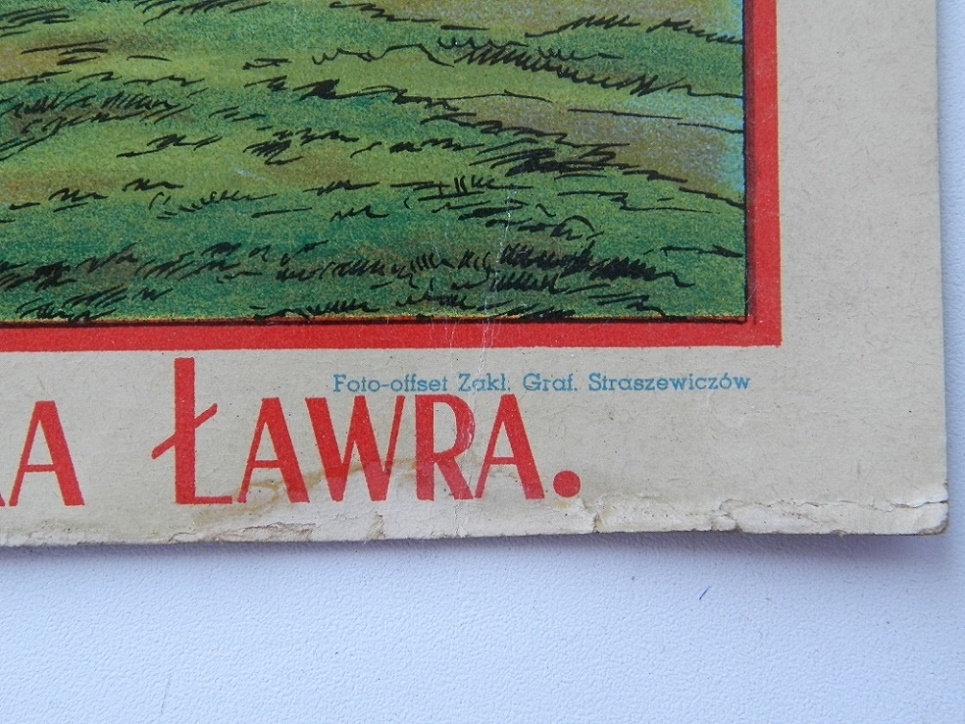 Foto-offset Zakł. Graf. Straszewiczów
ŁAWRA.